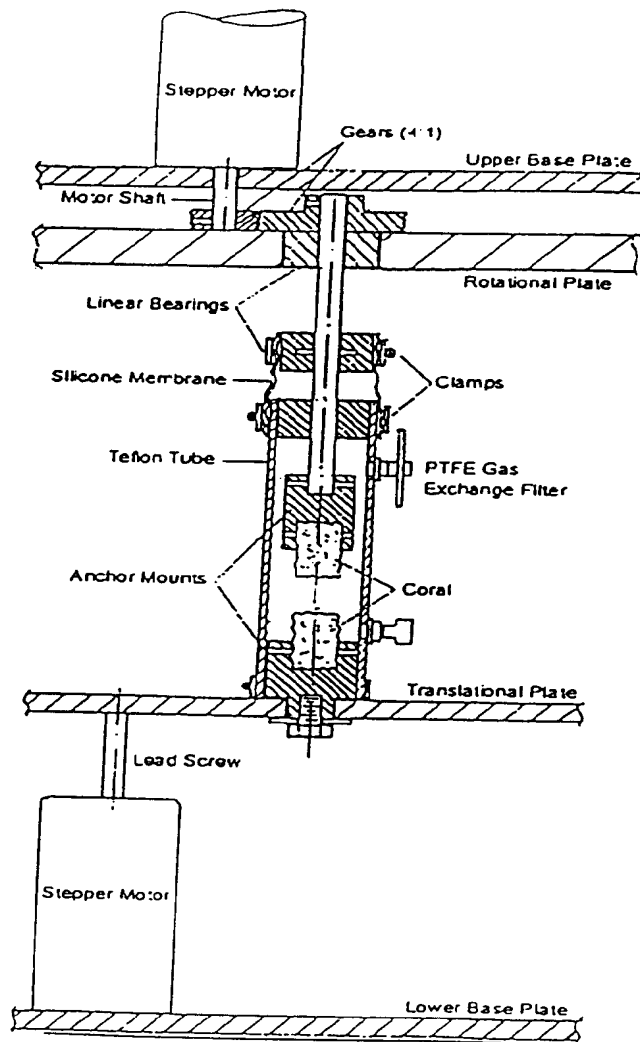 Stepper Motor
Gears (4:1)
Upper Base Plate
Motor Shaft
Rotational Plate
Linear Bearings
Silicone Membrane
Clamps
Teflon Tube
PTFE Gas
Exchange Filter
Anchor Mounts
Coral
Translational Plate
Lead Screw
Stepper Motor
Lower Base Plate